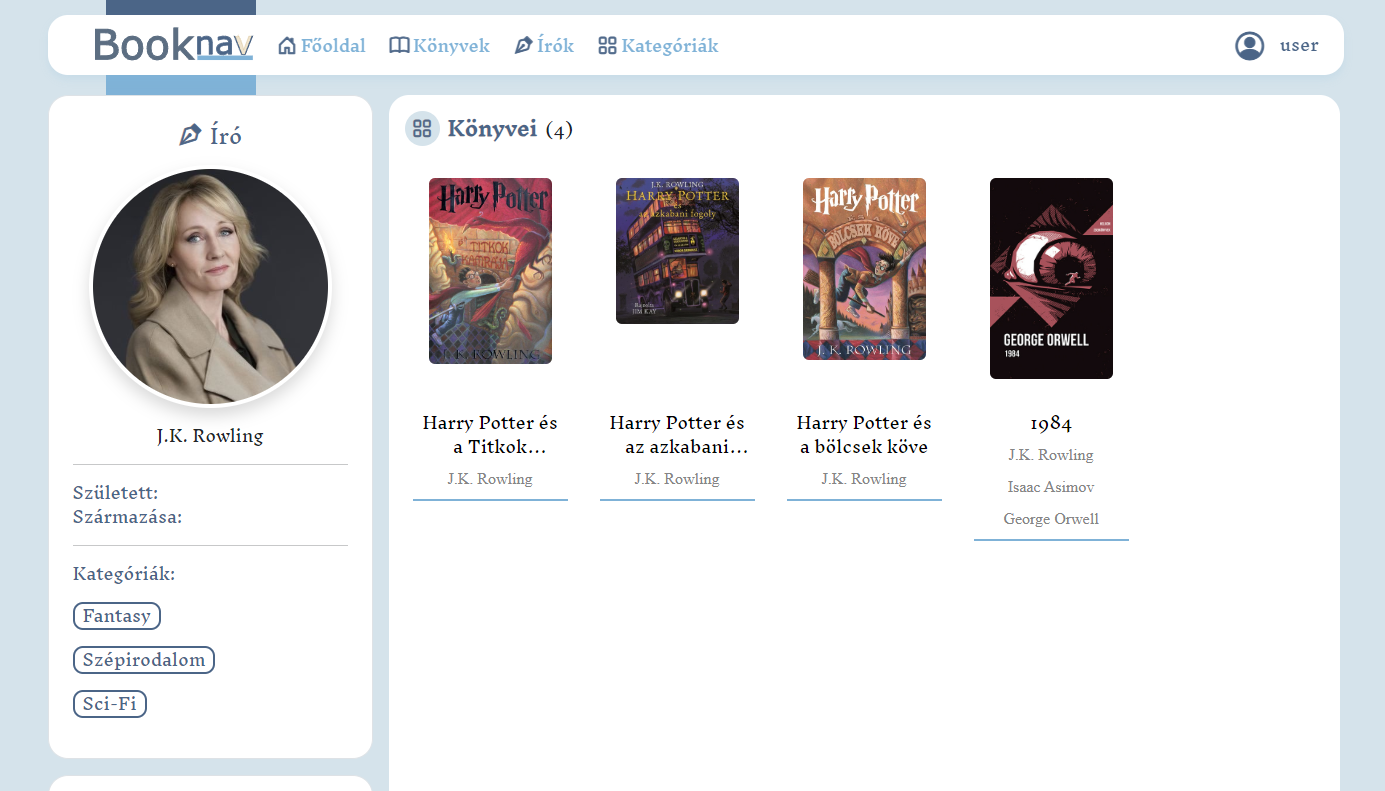 Booknav Főoldal Könyvek Írók Kategóriák user
Író
J.K. Rowling
Született:
Származása:
Kategóriák:
Fantasy
Szépirodalom
Sci-Fi
Könyvei (4)
Harry Potter
TITKOK
KAMRÁJA
J. K. ROWLING
Harry Potter és
a Titkok...
J.K. Rowling
J.K. ROWLING
HARRY POTTER
és
az azkabani fogoly
Rajzolta
JIM KAY
Harry Potter és
az azkabani...
J.K. Rowling
Harry Potter
BÖLCSEK KÖVE
J. K. ROWLING
Harry Potter és
a bölcsek köve
J.K. Rowling
GEORGE ORWELL
1984
1984
J.K. Rowling
Isaac Asimov
George Orwell